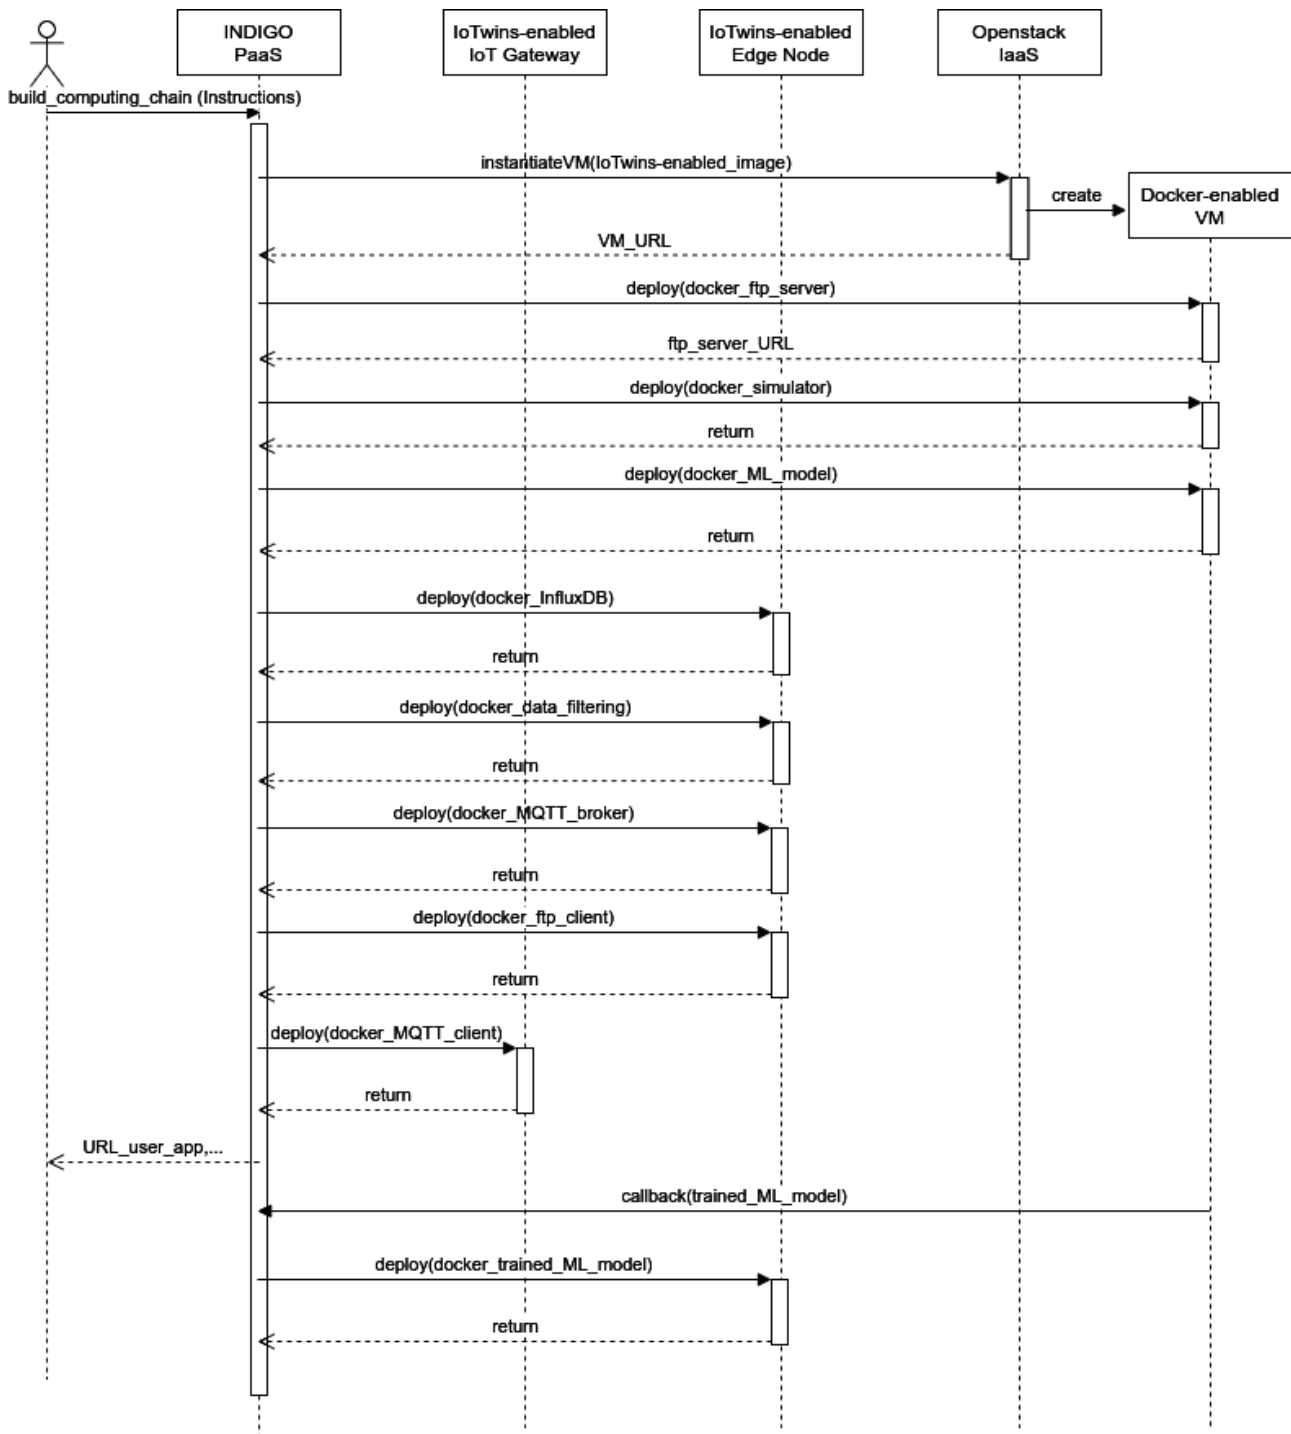 INDIGO
PaaS
IoTwins-enabled
IoT Gateway
IoTwins-enabled
Edge Node
Openstack
IaaS
build_computing_chain (Instructions)
instantiateVM(IoTwins-enabled_image)
create
Docker-enabled
VM
VM_URL
deploy(docker_ftp_server)
ftp_server_URL
deploy(docker_simulator)
return
deploy(docker_ML_model)
return
deploy(docker_InfluxDB)
return
deploy(docker_data_filtering)
return
deploy(docker_MQTT_broker)
return
deploy(docker_ftp_client)
return
deploy(docker_MQTT_client)
return
URL_user_app,...
callback(trained_ML_model)
deploy(docker_trained_ML_model)
return